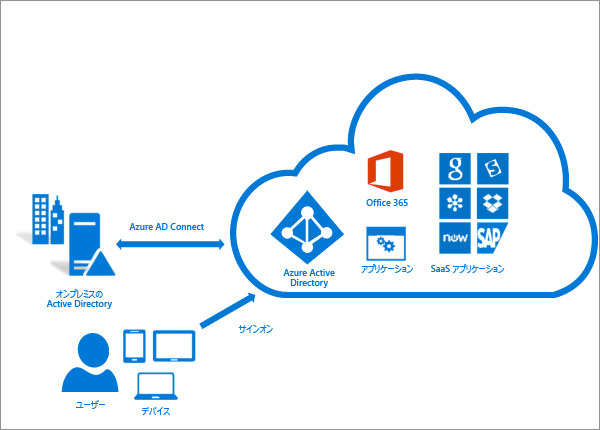 Office 365
g
now
SAP
Azure AD Connect
Azure Active
Directory
アプリケーション
SaaS アプリケーション
オンプレミスの
Active Directory
サインオン
ユーザー
デバイス